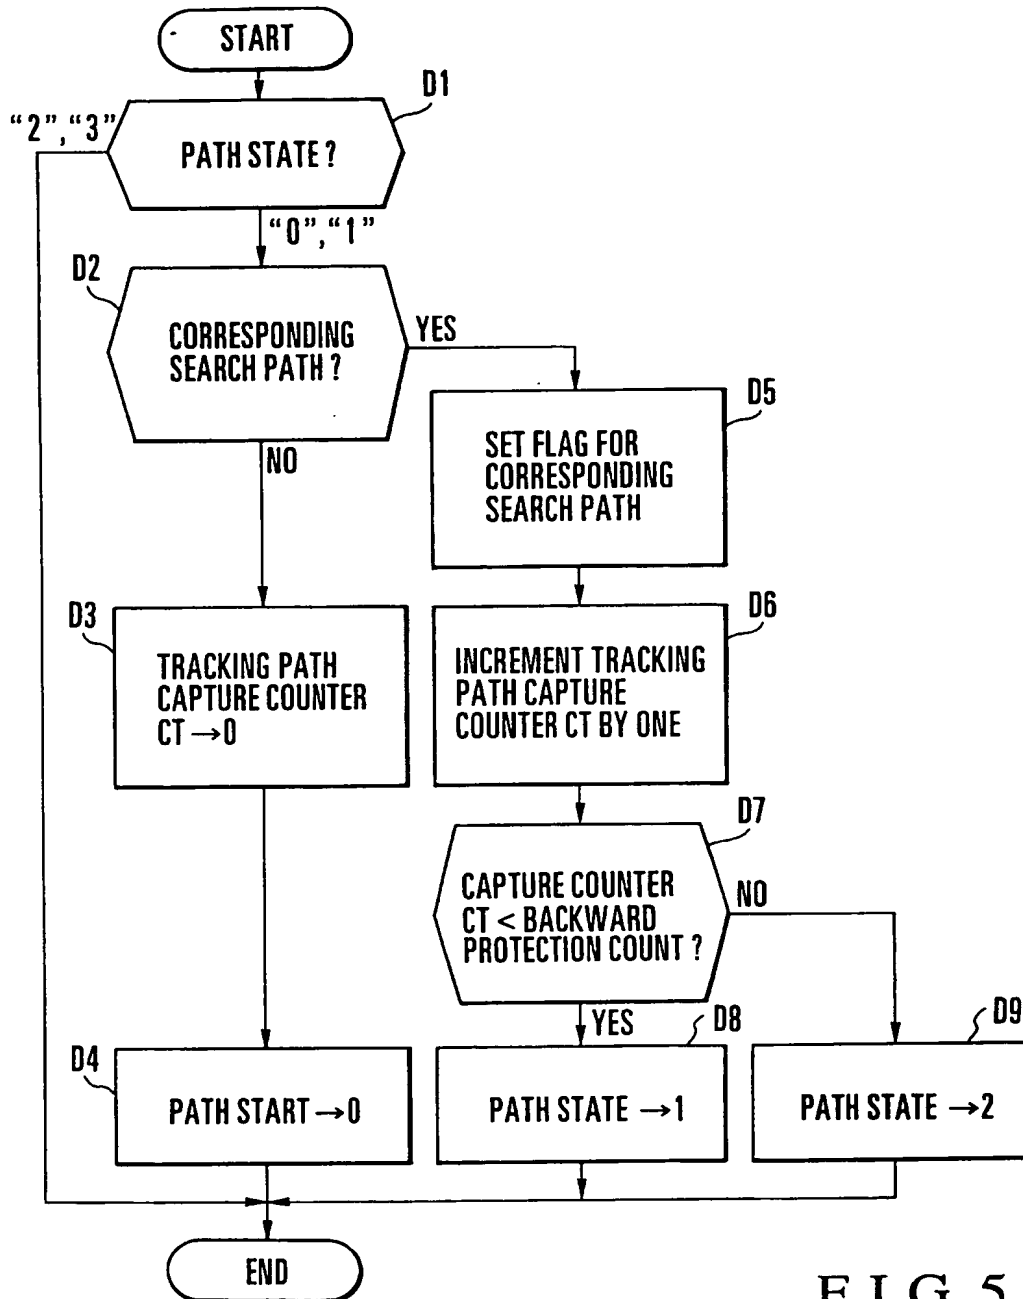 START
D1
"2","3"
PATH STATE ?
"0","1"
D2
CORRESPONDING
SEARCH PATH ?
YES
NO
D5
SET FLAG FOR
CORRESPONDING
SEARCH PATH
D3
TRACKING PATH
CAPTURE COUNTER
CT →0
D6
INCREMENT TRACKING
PATH CAPTURE
COUNTER CT BY ONE
D7
CAPTURE COUNTER
CT < BACKWARD
PROTECTION COUNT ?
NO
YES
D4
PATH START →0
D8
PATH STATE →1
D9
PATH STATE →2
END
FIG. 5